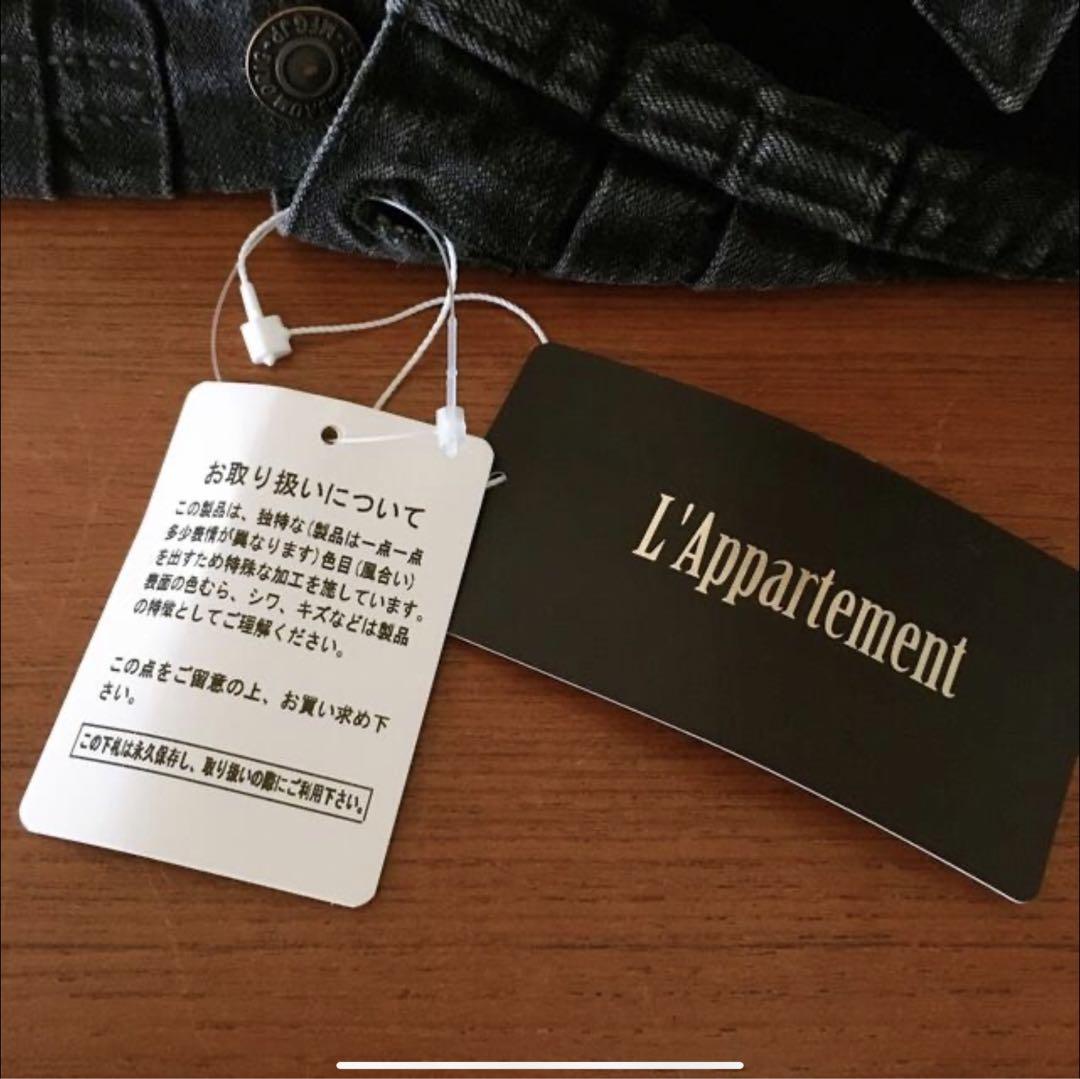 お取り扱いについて
この製品は、独特な(製品は一点一点
多少表情が異なります)色目(風合い)
を出すため特殊な加工を施しています。
表面の色むら、シワ、キズなどは製品
の特徴としてご理解ください。
この点をご留意の上、お買い求め下
さい。
この下札は永久保存し、取り扱いの際にご利用下さい。
L'Appartement